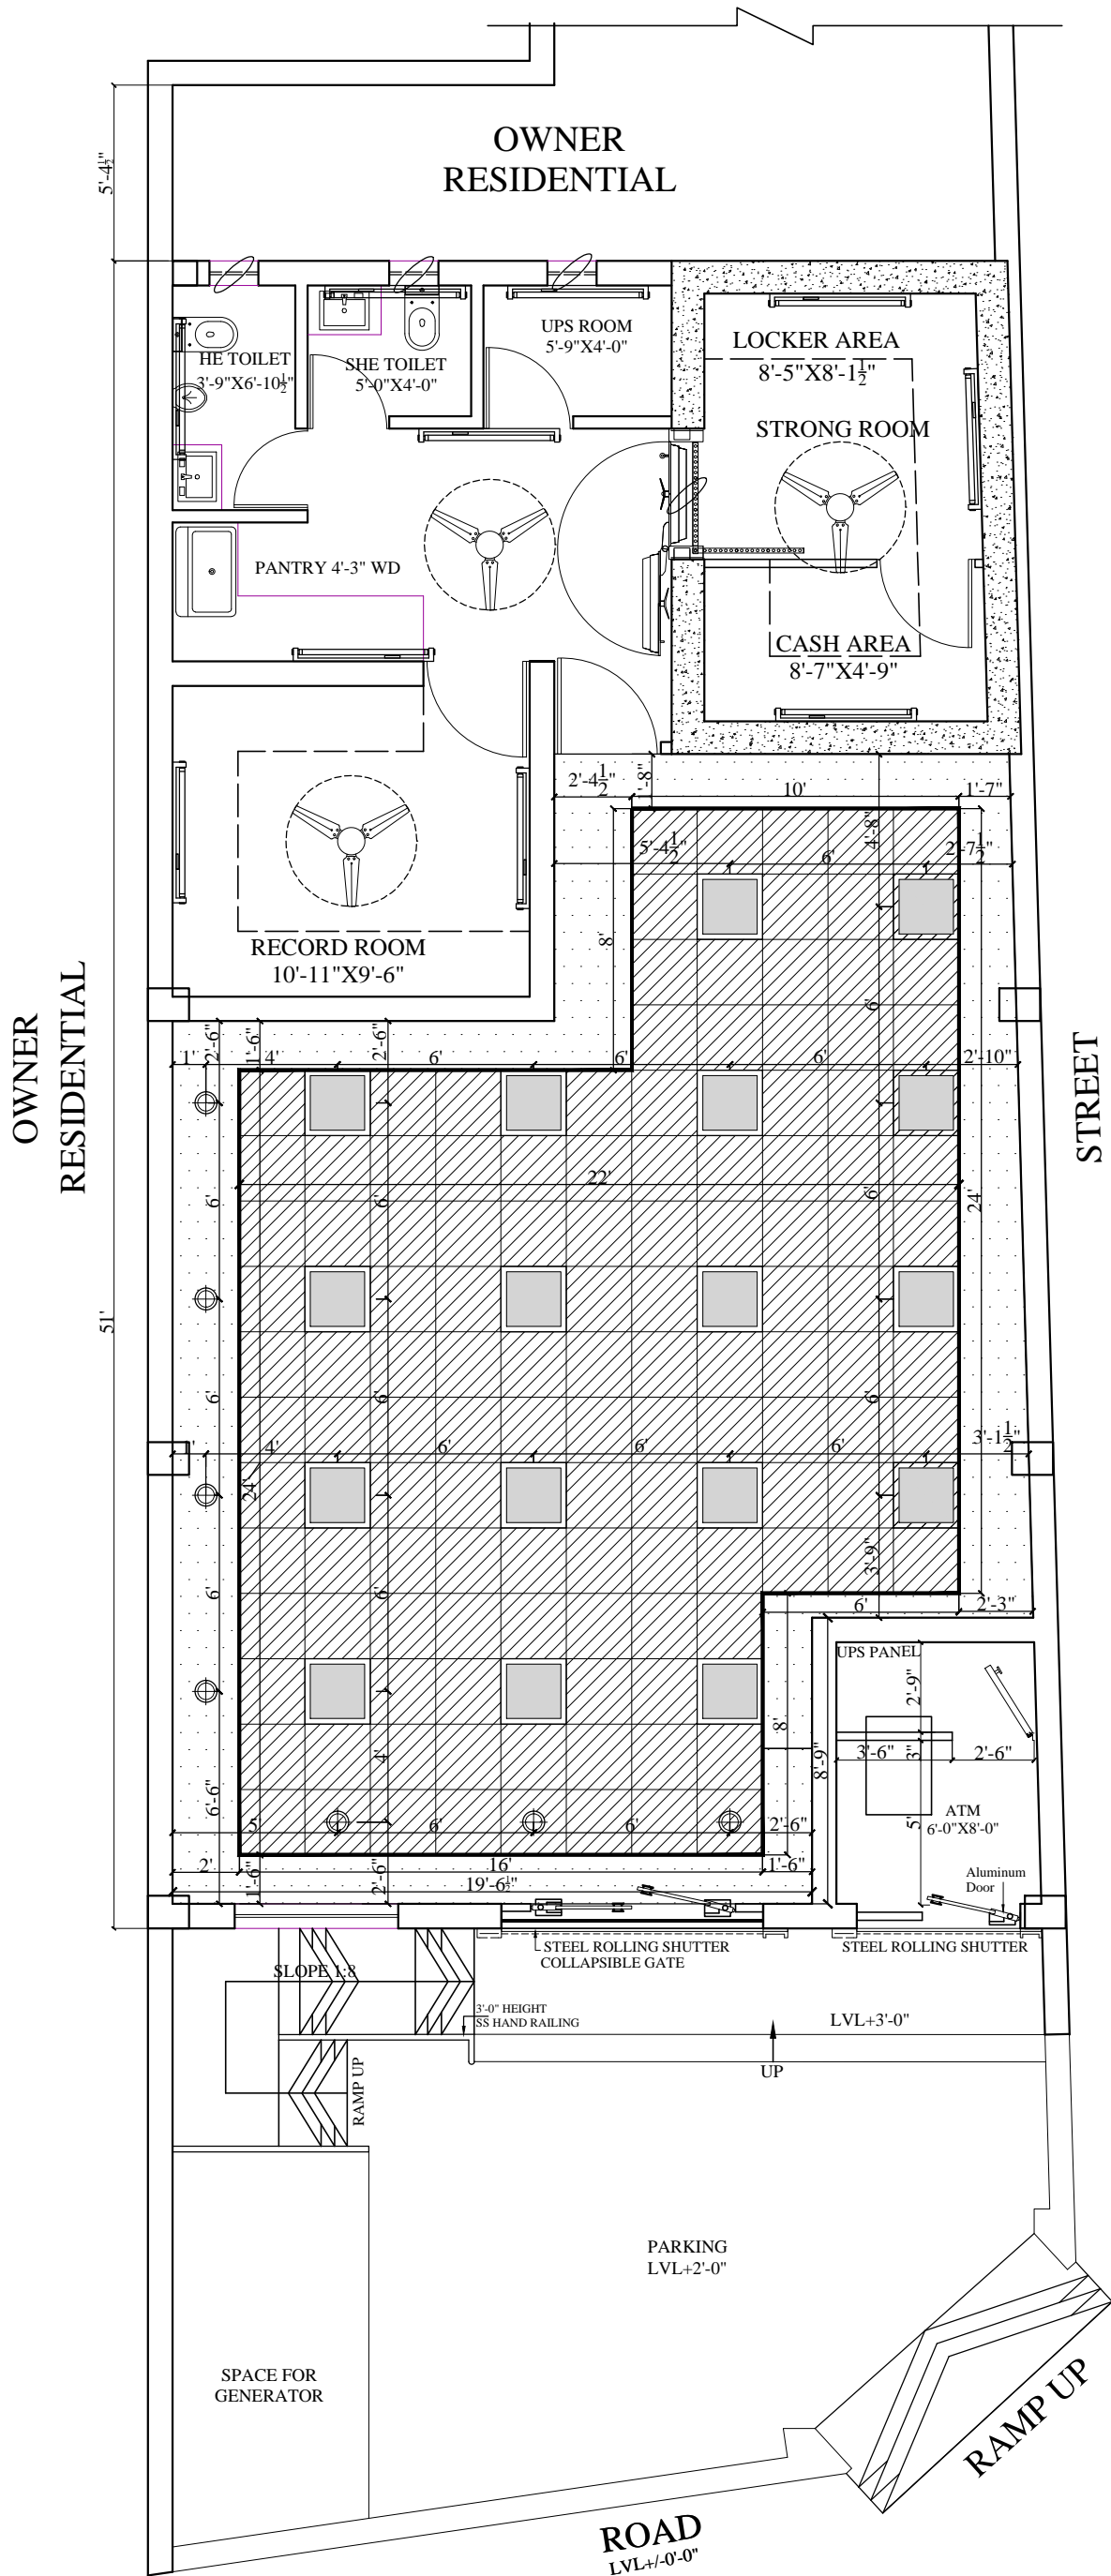 OWNER
RESIDENTIAL
5'-4½"
HE TOILET
3'-9"X6'-10½"
SHE TOILET
5'-0"X4'-0"
UPS ROOM
5'-9"X4'-0"
LOCKER AREA
8'-5"X8'-1½"
STRONG ROOM
PANTRY 4'-3" WD
CASH AREA
8'-7"X4'-9"
2'-4½"
1'-8"
10'
1'-7"
4'-8"
5'-4½"
6'
2'-7½"
8'
RECORD ROOM
10'-11"X9'-6"
6'
OWNER
RESIDENTIAL
STREET
2'-6"
1'-6"
2'-6"
1'
4'
6'
6'
6'
2'-10"
22'
6'
6'
6'
24'
51'
6'
6'
6'
1'
4'
6'
6'
6'
3'-1½"
24'
3'-9"
6'
6'
6'
2'-3"
UPS PANEL
2'-9"
8'
8'-9"
3'-6"
3"
2'-6"
4'
6'-6"
ATM
6'-0"X8'-0"
5'
5'
6'
6'
2'-6"
2'
16'
1'-6"
1'-6"
2'-6"
19'-6½"
Aluminum
Door
STEEL ROLLING SHUTTER
COLLAPSIBLE GATE
STEEL ROLLING SHUTTER
SLOPE 1:8
3'-0" HEIGHT
SS HAND RAILING
LVL+3'-0"
UP
RAMP UP
PARKING
LVL+2'-0"
SPACE FOR
GENERATOR
RAMP UP
ROAD
LVL+/-0'-0"